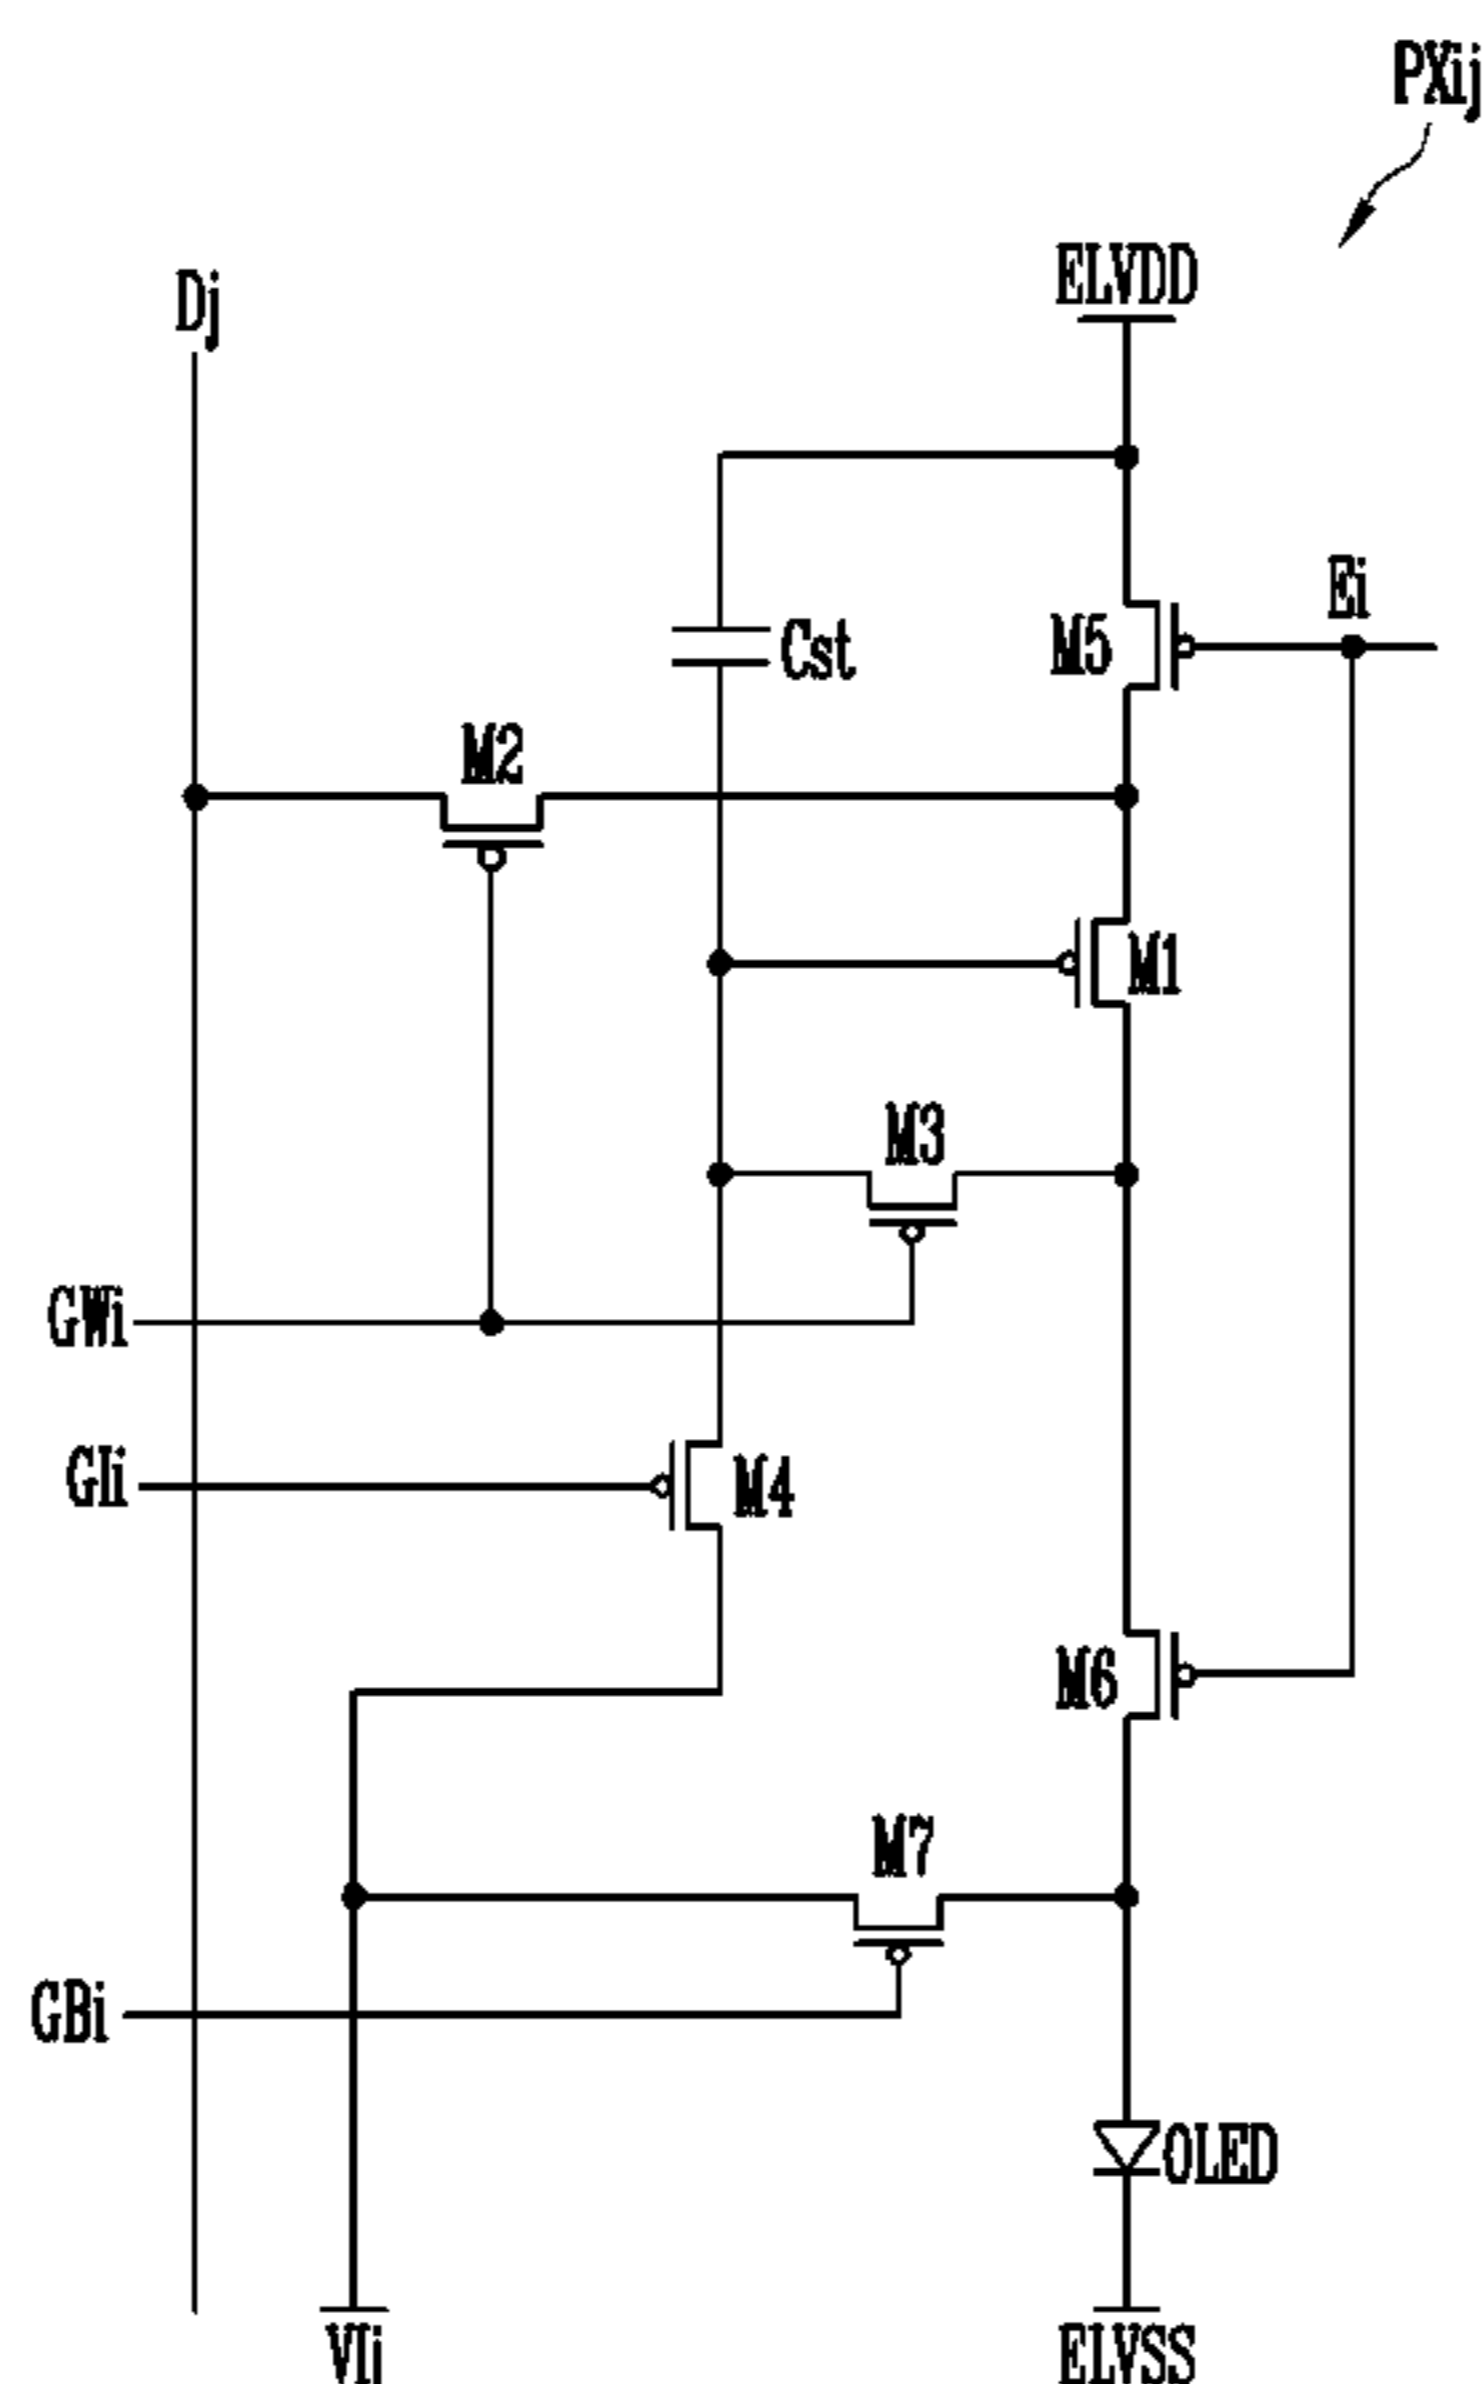 PXij
ELVDD
Dj
Ei
M5
Cst
M2
M1
M3
GWi
GIi
M4
M6
M7
GBi
OLED
VIi
ELVSS